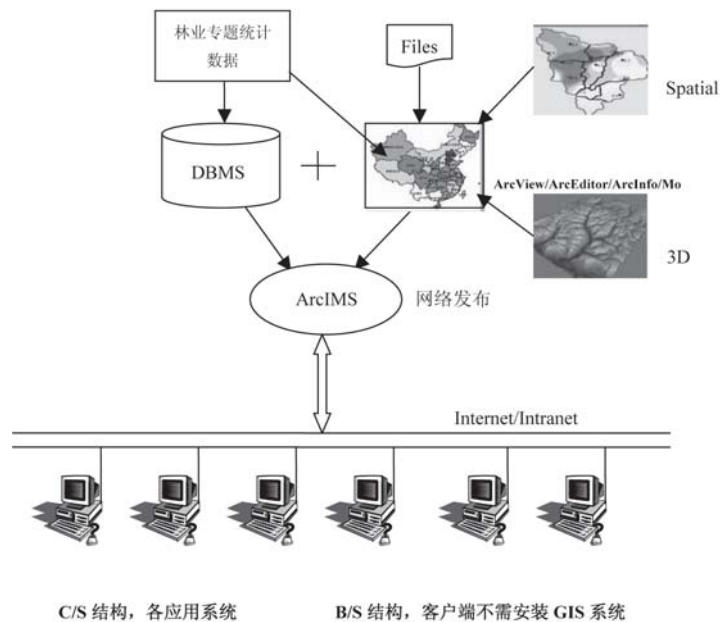 林业专题统计
数据
Files
Spatial
DBMS
ArcView/ArcEditor/ArcInfo/Mo
3D
ArcIMS
网络发布
Internet/Intranet
C/S 结构，各应用系统
B/S 结构，客户端不需安装 GIS 系统